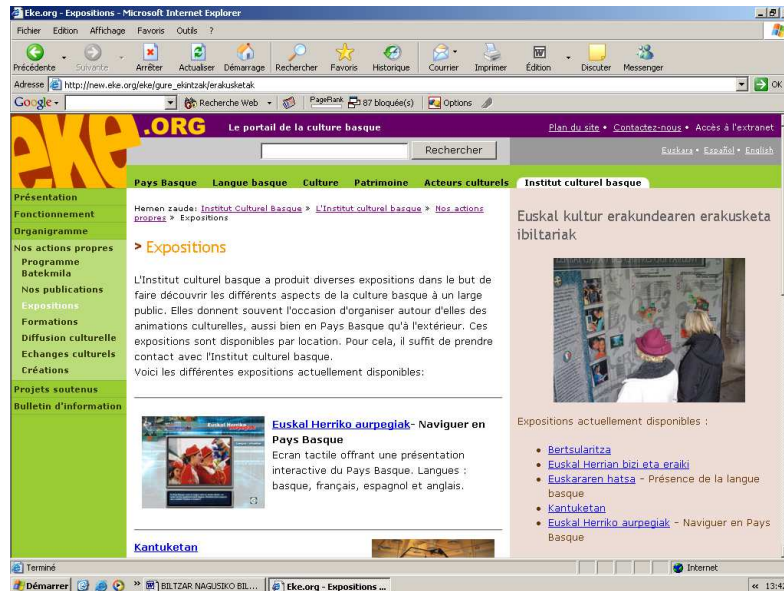 Eke.org - Expositions - Microsoft Internet Explorer
Fichier Edition Affichage Favoris Outils ?
Précédente Suivante Arrêter Actualiser Démarrage Rechercher Favoris Historique Courrier Imprimer Édition Discuter Messenger
Adresse http://new.eke.org/eke/gure_ekintzak/erakusketak OK
Google Recherche Web PageRank 87 bloquée(s) Options
eke.ORG Le portail de la culture basque Plan du site • Contactez-nous • Accès à l'extranet
Rechercher Euskara • Español • English
Pays Basque Langue basque Culture Patrimoine Acteurs culturels Institut culturel basque
Présentation
Fonctionnement
Organigramme
Nos actions propres
Programme
Batekmila
Nos publications
Expositions
Formations
Diffusion culturelle
Echanges culturels
Créations
Projets soutenus
Bulletin d'information
Hemen zaude: Institut Culturel Basque » L'Institut culturel basque » Nos actions
propres » Expositions
> Expositions
L'Institut culturel basque a produit diverses expositions dans le but de
faire découvrir les différents aspects de la culture basque à un large
public. Elles donnent souvent l'occasion d'organiser autour d'elles des
animations culturelles, aussi bien en Pays Basque qu'à l'extérieur. Ces
expositions sont disponibles par location. Pour cela, il suffit de prendre
contact avec l'Institut culturel basque.
Voici les différentes expositions actuellement disponibles:
Euskal Herriko
Euskal Herriko aurpegiak- Naviguer en
Pays Basque
Ecran tactile offrant une présentation
interactive du Pays Basque. Langues :
basque, français, espagnol et anglais.
Kantuketan
Euskal kultur erakundearen erakusketa
ibiltariak
Expositions actuellement disponibles :
• Bertsularitza
• Euskal Herrian bizi eta eraiki
• Euskararen hatsa - Présence de la langue
basque
• Kantuketan
• Euskal Herriko aurpegiak - Naviguer en Pays
Basque
Terminé Internet
Démarrer » BILTZAR NAGUSIKO BIL... Eke.org - Expositions ... « 13:42